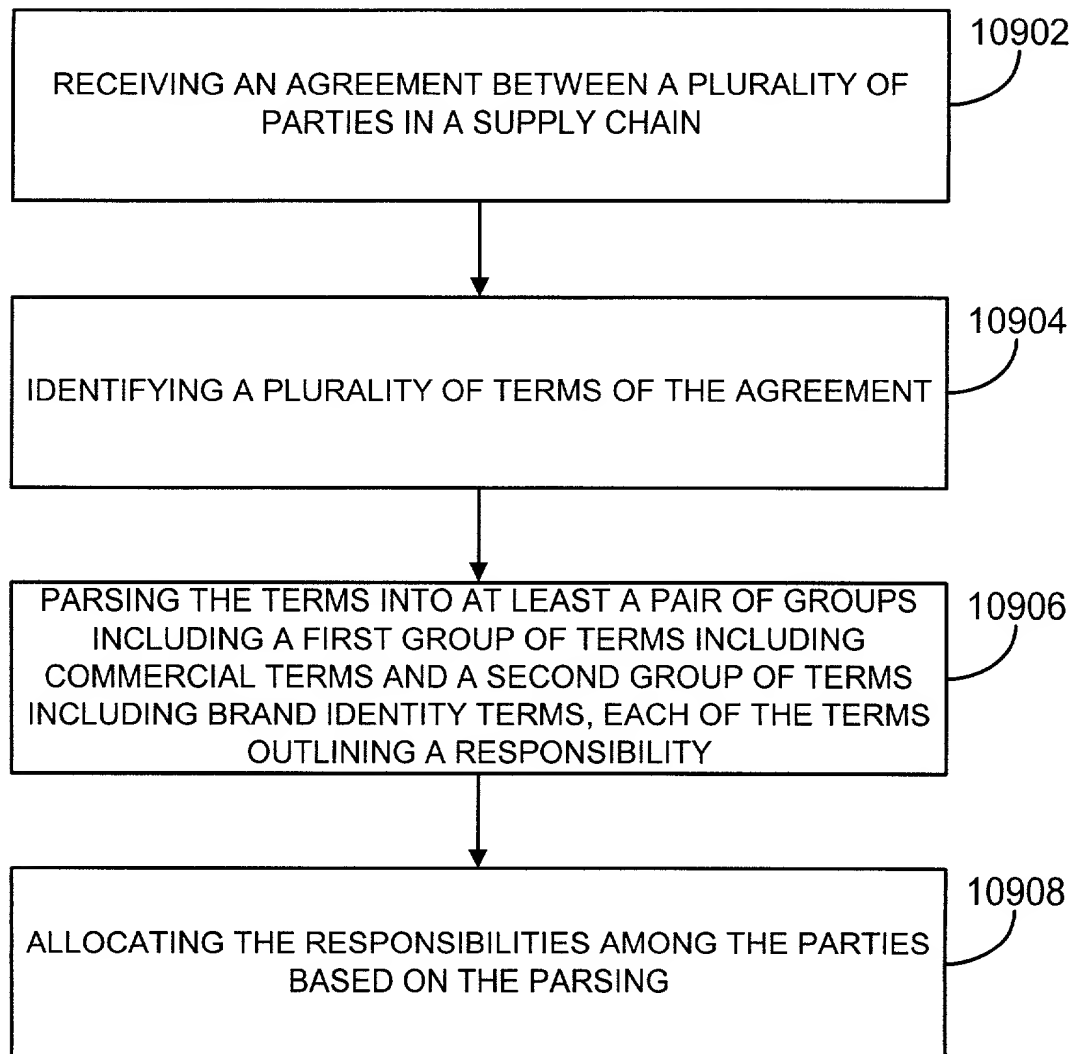 10902
RECEIVING AN AGREEMENT BETWEEN A PLURALITY OF
PARTIES IN A SUPPLY CHAIN
10904
IDENTIFYING A PLURALITY OF TERMS OF THE AGREEMENT
10906
PARSING THE TERMS INTO AT LEAST A PAIR OF GROUPS
INCLUDING A FIRST GROUP OF TERMS INCLUDING
COMMERCIAL TERMS AND A SECOND GROUP OF TERMS
INCLUDING BRAND IDENTITY TERMS, EACH OF THE TERMS
OUTLINING A RESPONSIBILITY
10908
ALLOCATING THE RESPONSIBILITIES AMONG THE PARTIES
BASED ON THE PARSING